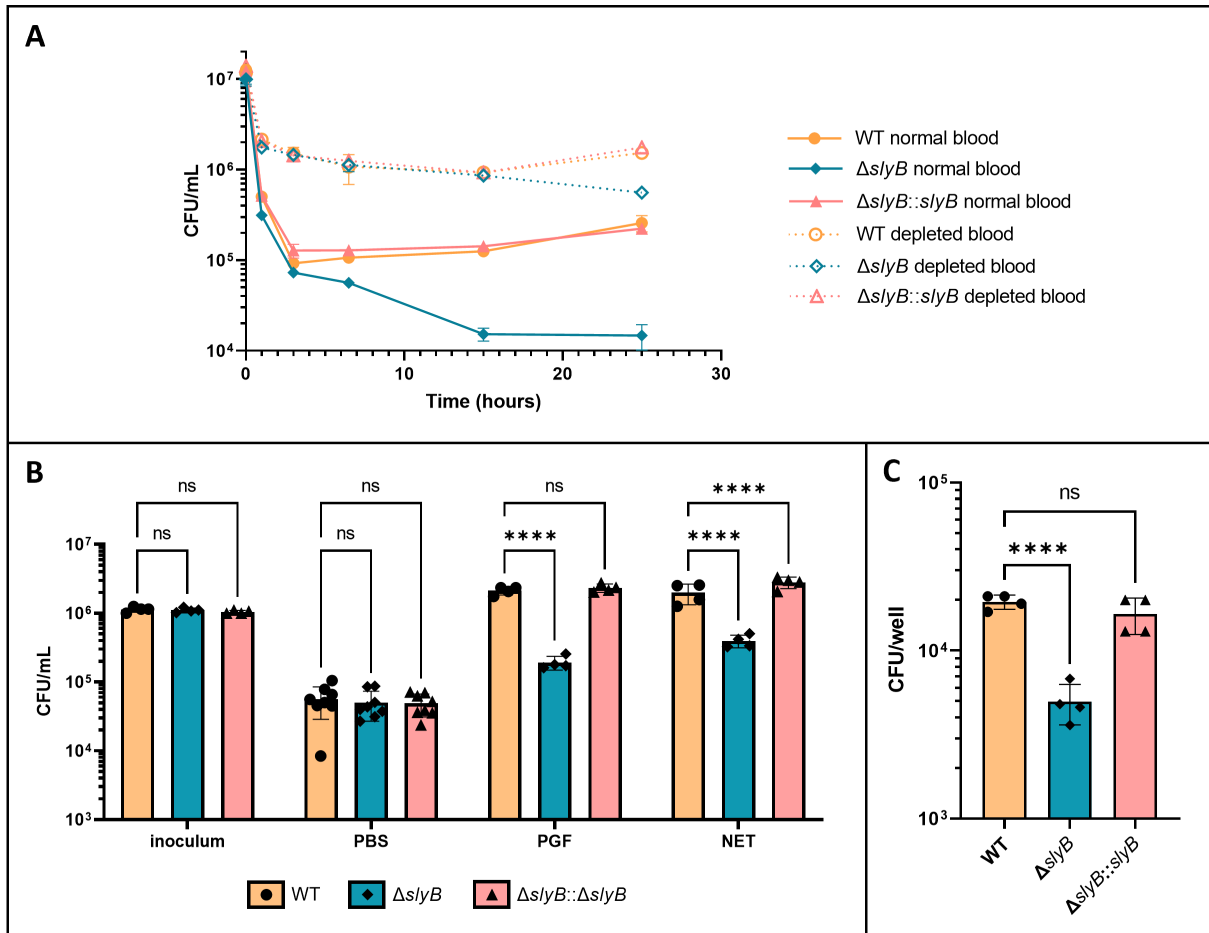 A
10⁷
10⁶
10⁵
10⁴
CFU/mL
0
10
20
30
Time (hours)
WT normal blood
ΔslyB normal blood
ΔslyB::slyB normal blood
WT depleted blood
ΔslyB depleted blood
ΔslyB::slyB depleted blood
B
ns
ns
ns
ns
ns
****
****
****
10⁷
10⁶
10⁵
10⁴
10³
CFU/mL
inoculum
PBS
PGF
NET
WT
ΔslyB
ΔslyB::ΔslyB
C
ns
****
10⁵
10⁴
10³
CFU/well
WT
ΔslyB
ΔslyB::slyB